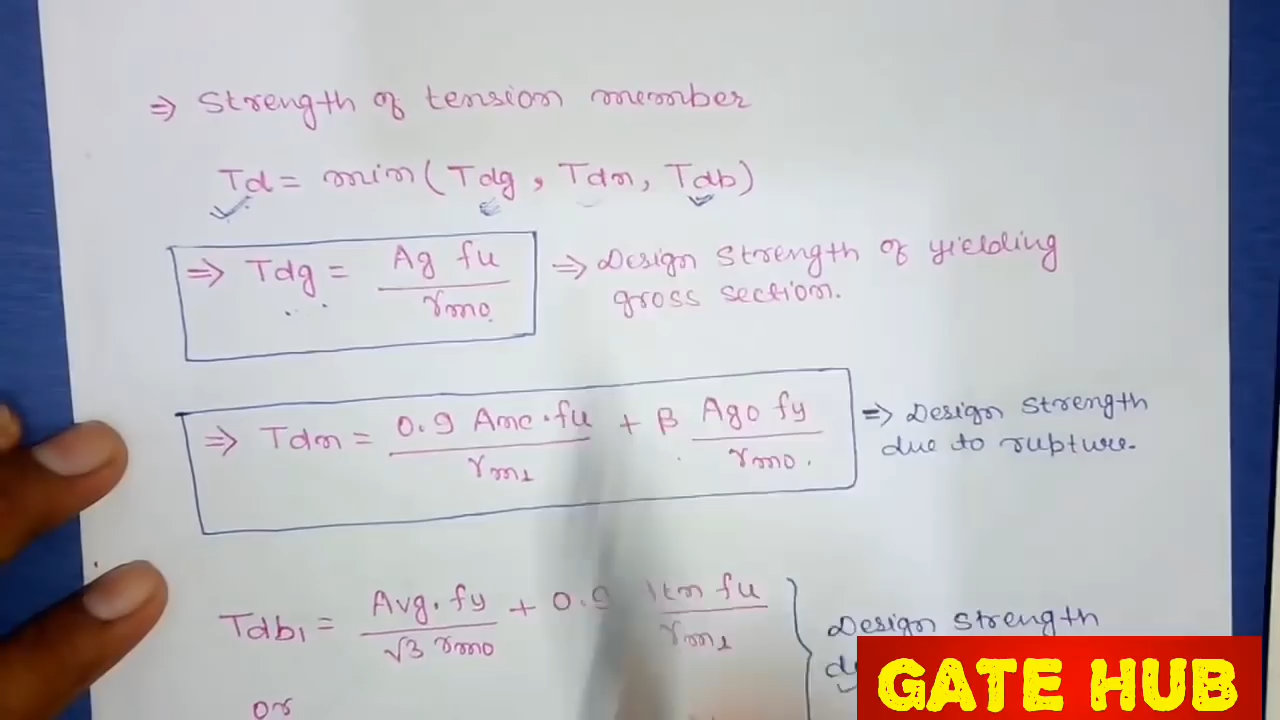 ⇒ Strength of tension member
Td = min(Tdg, Tdn, Tdb)
⇒ Tdg = Ag fu / γm0 ⇒ Design strength of yielding
gross section.
⇒ Tdn = 0.9 Anc.fu / γm1 + β Ago fy / γm0. ⇒ Design strength
due to rupture.
Tdb1 = Avg.fy / √3 γm0 + 0.9 Atn fu / γm1
Design strength
or
GATE HUB